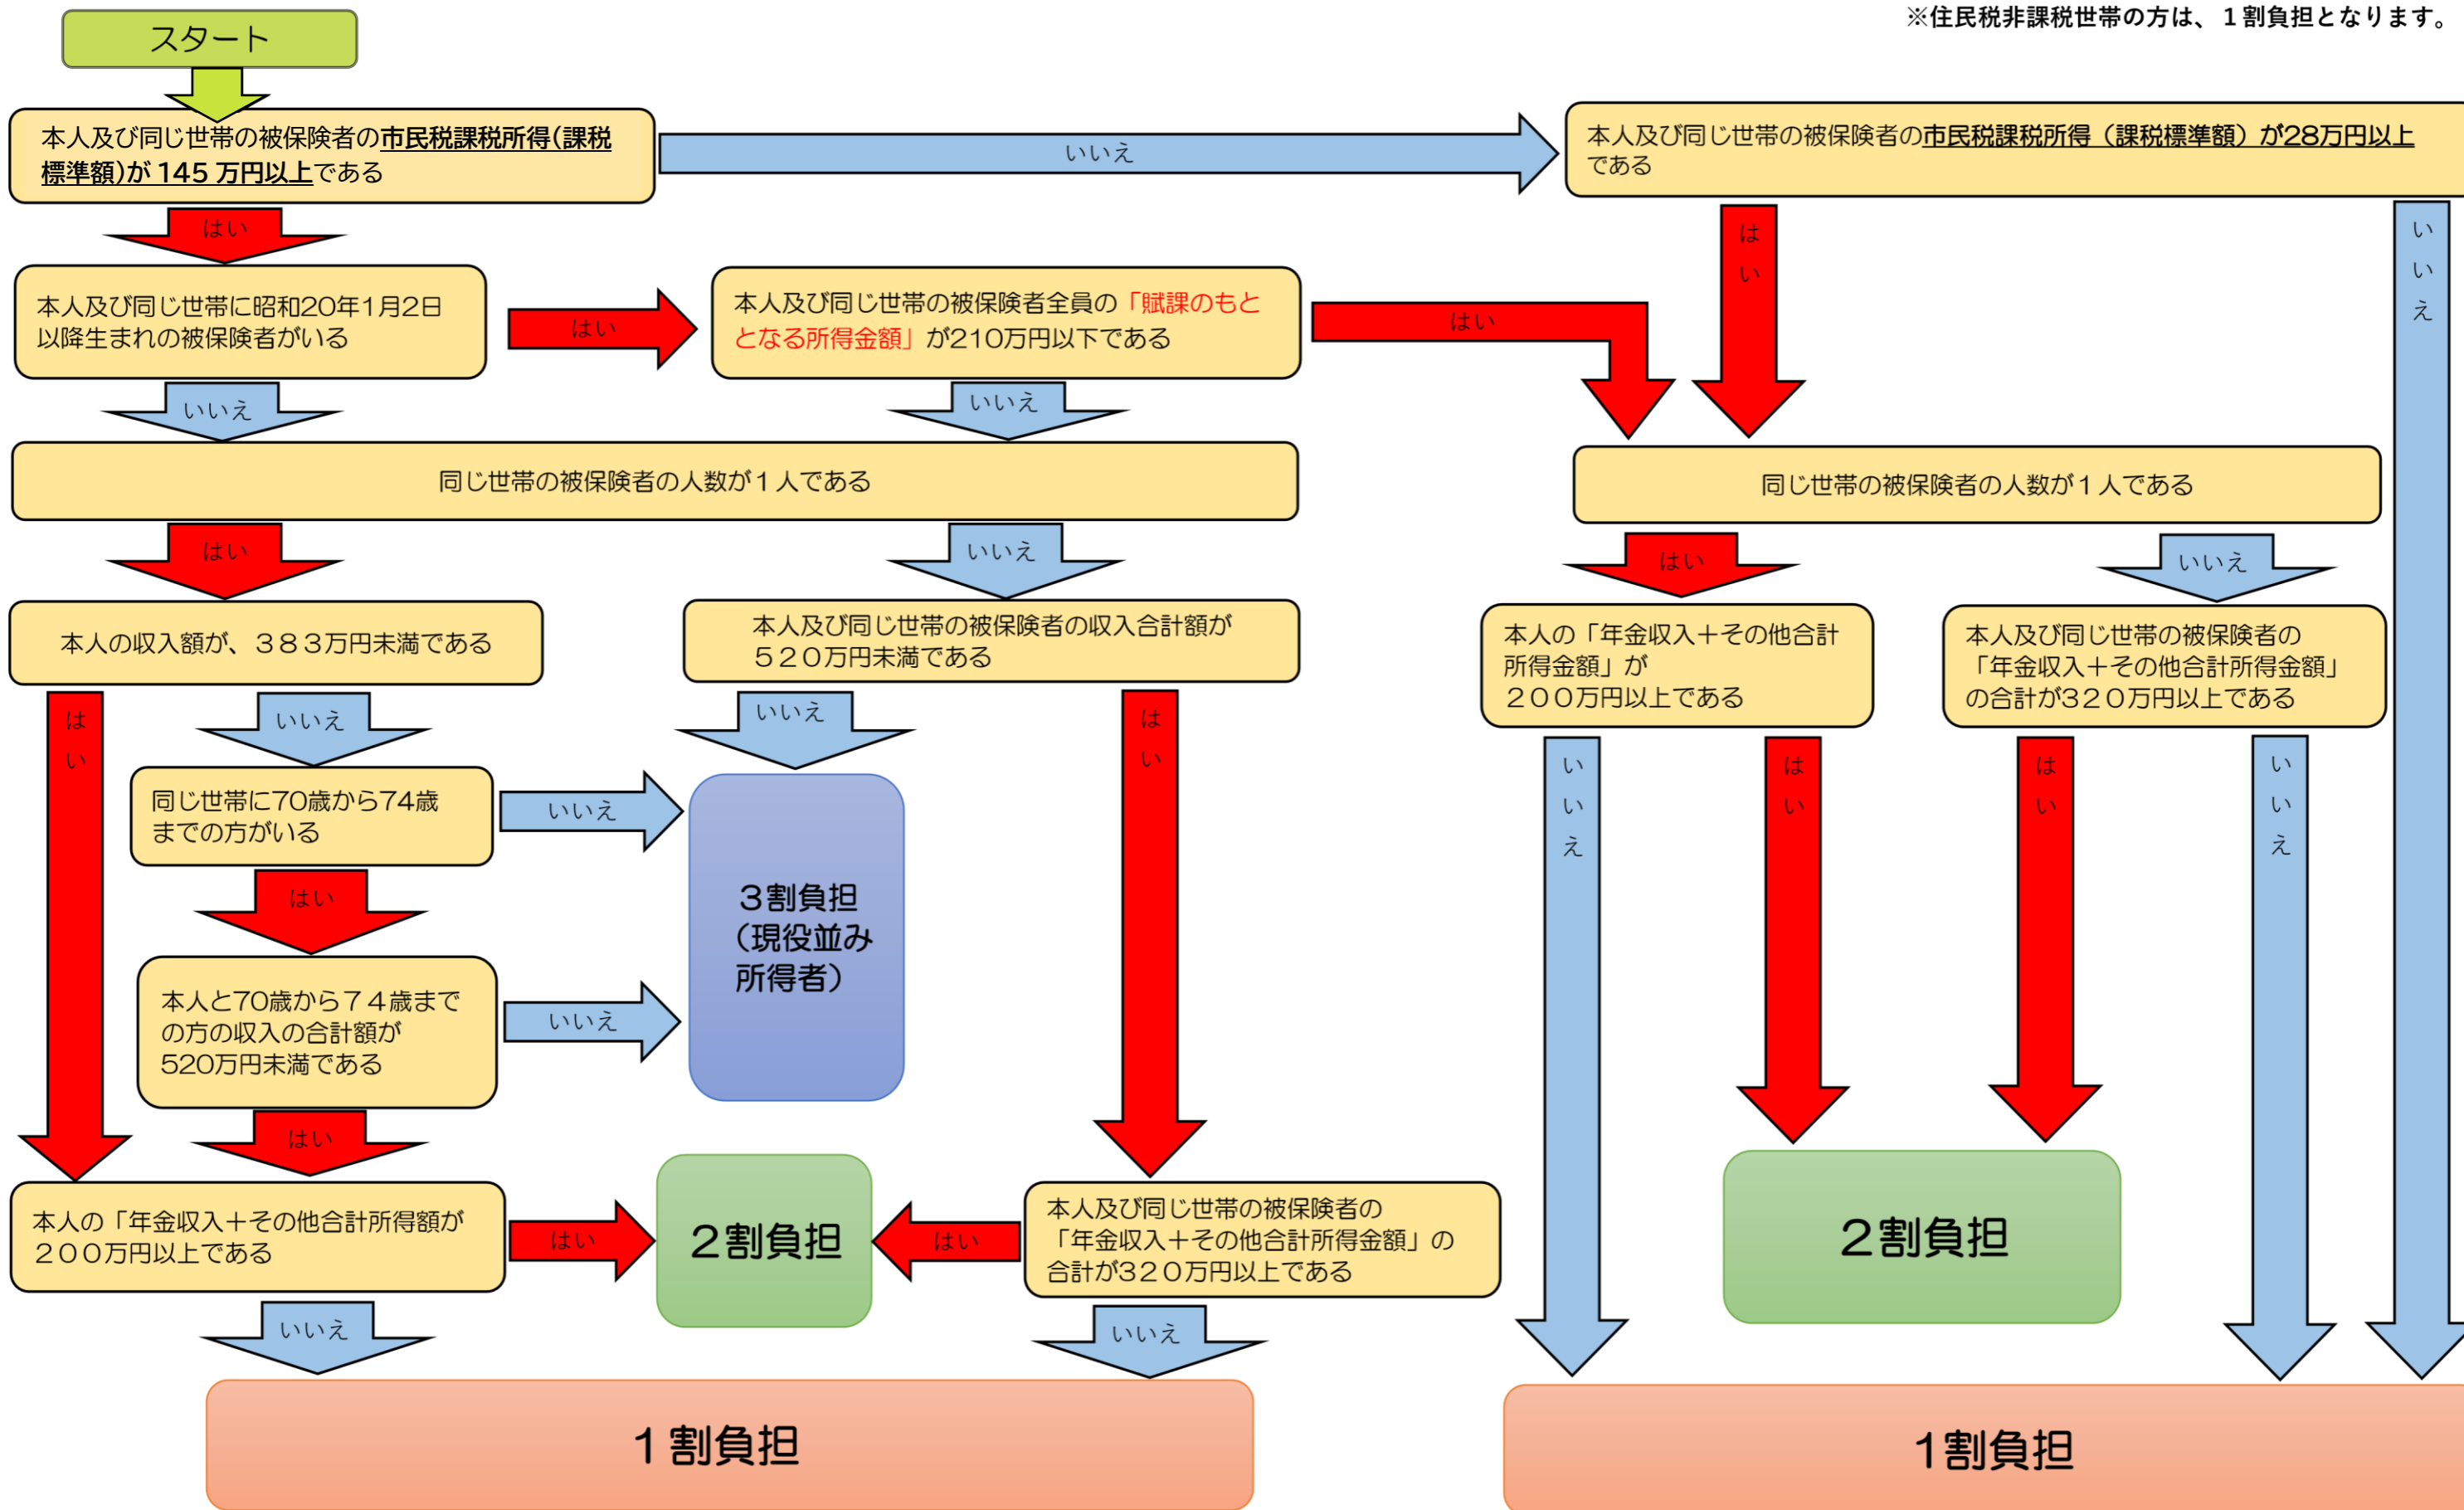 ※住民税非課税世帯の方は、１割負担となります。
スタート
本人及び同じ世帯の被保険者の市民税課税所得(課税
標準額)が 145 万円以上である
いいえ
本人及び同じ世帯の被保険者の市民税課税所得（課税標準額）が28万円以上
である
はい
はい
いいえ
本人及び同じ世帯に昭和20年1月2日
以降生まれの被保険者がいる
はい
本人及び同じ世帯の被保険者全員の「賦課のもと
となる所得金額」が210万円以下である
はい
いいえ
いいえ
同じ世帯の被保険者の人数が１人である
同じ世帯の被保険者の人数が１人である
はい
いいえ
はい
いいえ
本人の収入額が、３８３万円未満である
本人及び同じ世帯の被保険者の収入合計額が
５２０万円未満である
本人の「年金収入＋その他合計
所得金額」が
２００万円以上である
本人及び同じ世帯の被保険者の
「年金収入＋その他合計所得金額」
の合計が3２０万円以上である
はい
いいえ
いいえ
はい
いいえ
はい
はい
いいえ
同じ世帯に70歳から74歳
までの方がいる
いいえ
はい
３割負担
（現役並み
所得者）
本人と70歳から７４歳まで
の方の収入の合計額が
520万円未満である
いいえ
はい
本人の「年金収入＋その他合計所得額が
２００万円以上である
はい
２割負担
はい
本人及び同じ世帯の被保険者の
「年金収入＋その他合計所得金額」の
合計が3２０万円以上である
２割負担
いいえ
いいえ
１割負担
１割負担